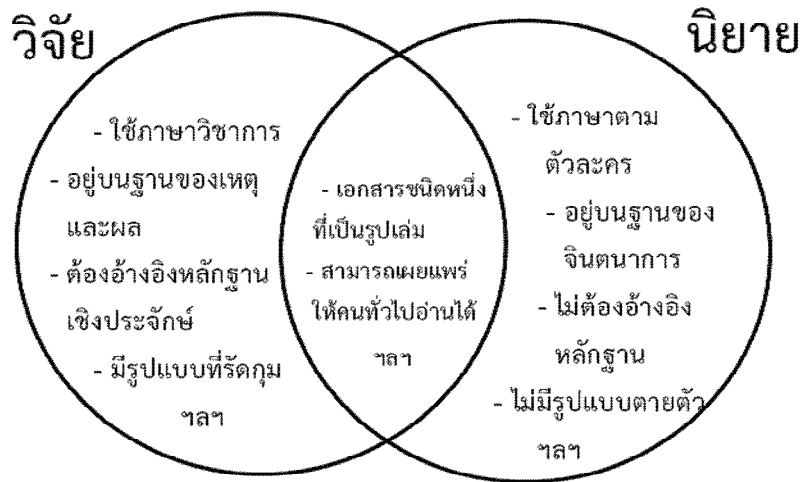 วิจัย
- ใช้ภาษาวิชาการ
- อยู่บนฐานของเหตุ
และผล
- ต้องอ้างอิงหลักฐาน
เชิงประจักษ์
- มีรูปแบบที่รัดกุม
ฯลฯ
- เอกสารชนิดหนึ่ง
ที่เป็นรูปเล่ม
- สามารถเผยแพร่
ให้คนทั่วไปอ่านได้
ฯลฯ
นิยาย
- ใช้ภาษาตาม
ตัวละคร
- อยู่บนฐานของ
จินตนาการ
- ไม่ต้องอ้างอิง
หลักฐาน
- ไม่มีรูปแบบตายตัว
ฯลฯ